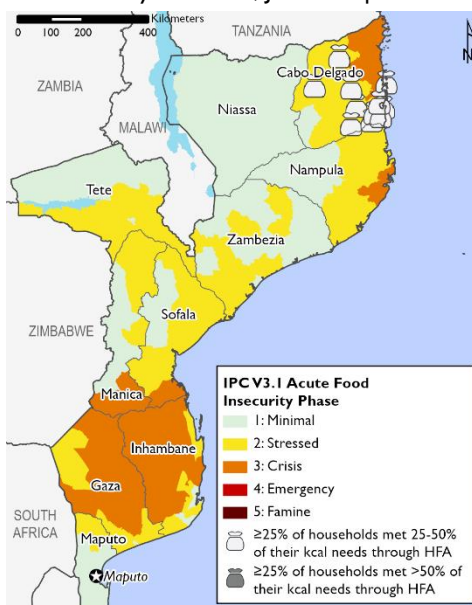 Kilometers
0 100 200 400
TANZANIA
N
Cabo Delgado
ZAMBIA
Niassa
MALAWI
Nampula
Tete
Zambezia
Sofala
ZIMBABWE
Manica
Inhambane
Gaza
SOUTH
AFRICA
Maputo
Maputo
IPC V3.1 Acute Food
Insecurity Phase
1: Minimal
2: Stressed
3: Crisis
4: Emergency
5: Famine
≥25% of households met 25-50%
of their kcal needs through HFA
≥25% of households met >50% of
their kcal needs through HFA